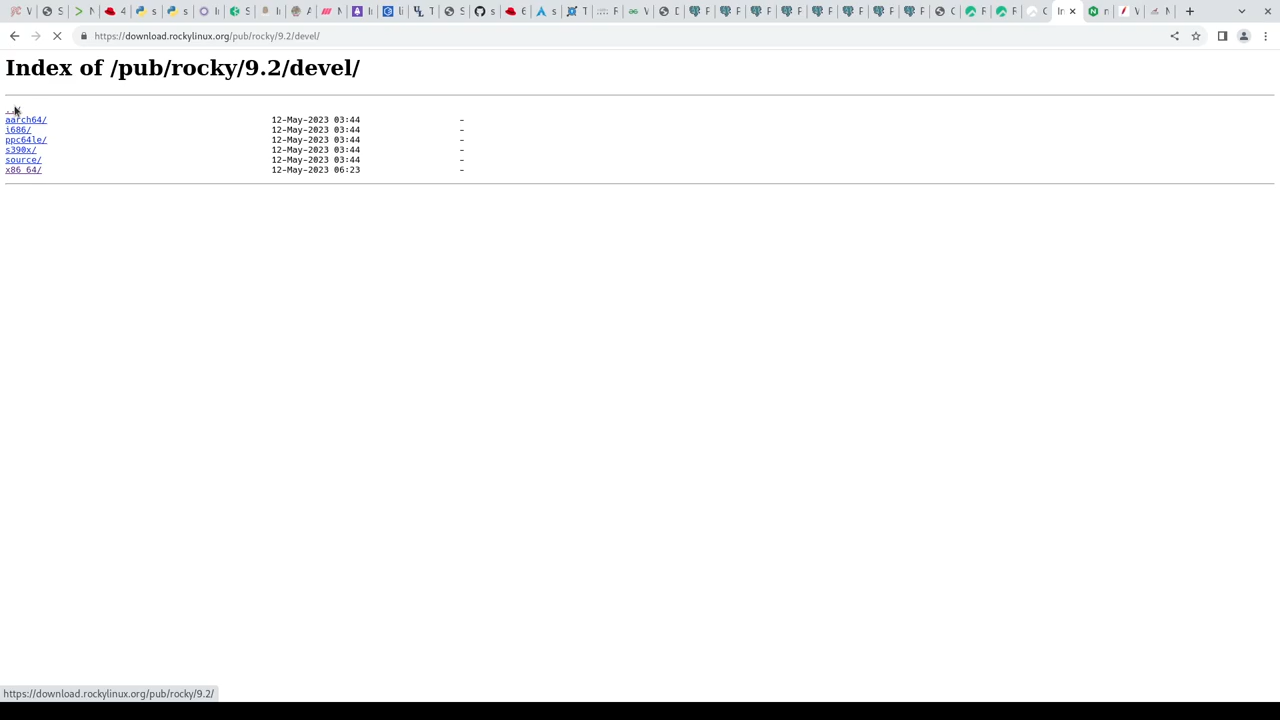 https://download.rockylinux.org/pub/rocky/9.2/devel/
Index of /pub/rocky/9.2/devel/
aarch64/ 12-May-2023 03:44 -
i686/ 12-May-2023 03:44 -
ppc64le/ 12-May-2023 03:44 -
s390x/ 12-May-2023 03:44 -
source/ 12-May-2023 03:44 -
x86_64/ 12-May-2023 06:23 -
https://download.rockylinux.org/pub/rocky/9.2/